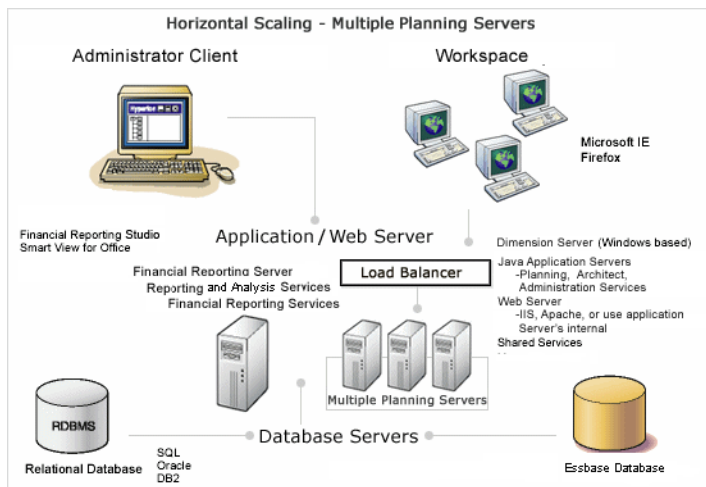 Horizontal Scaling - Multiple Planning Servers
Administrator Client
Workspace
Hyperion
Microsoft IE
Firefox
Financial Reporting Studio
Smart View for Office
Application / Web Server
Financial Reporting Server
Reporting and Analysis Services
Financial Reporting Services
Load Balancer
Dimension Server (Windows based)
Java Application Servers
-Planning, Architect,
Administration Services
Web Server
-IIS, Apache, or use application
Server's internal
Shared Services
Multiple Planning Servers
RDBMS
Relational Database
SQL
Oracle
DB2
Database Servers
Essbase Database